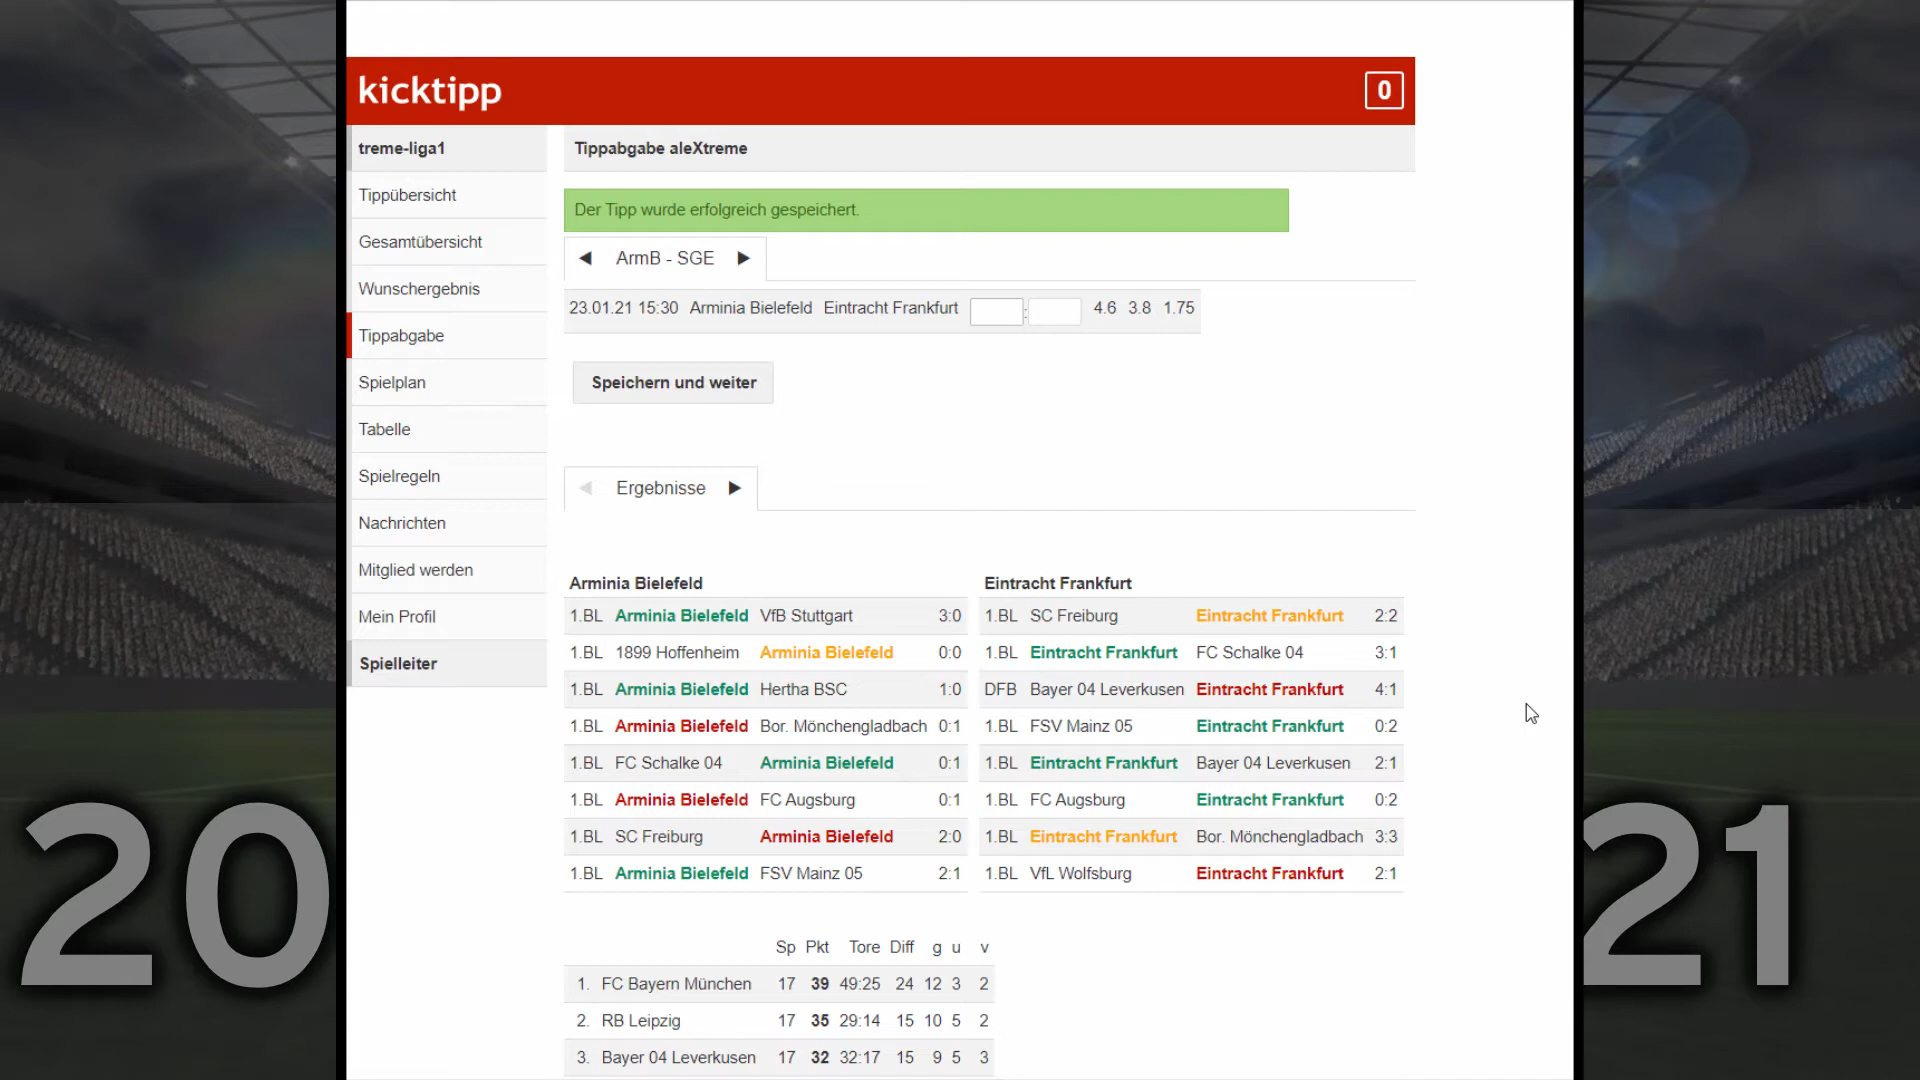 kicktipp
0
treme-liga1
Tippabgabe aleXtreme
Tippübersicht
Gesamtübersicht
Wunschergebnis
Tippabgabe
Spielplan
Tabelle
Spielregeln
Nachrichten
Mitglied werden
Mein Profil
Spielleiter
Der Tipp wurde erfolgreich gespeichert.
◀ ArmB - SGE ▶
23.01.21 15:30 Arminia Bielefeld Eintracht Frankfurt : 4.6 3.8 1.75
Speichern und weiter
◀ Ergebnisse ▶
Arminia Bielefeld
1.BL Arminia Bielefeld VfB Stuttgart 3:0
1.BL 1899 Hoffenheim Arminia Bielefeld 0:0
1.BL Arminia Bielefeld Hertha BSC 1:0
1.BL Arminia Bielefeld Bor. Mönchengladbach 0:1
1.BL FC Schalke 04 Arminia Bielefeld 0:1
1.BL Arminia Bielefeld FC Augsburg 0:1
1.BL SC Freiburg Arminia Bielefeld 2:0
1.BL Arminia Bielefeld FSV Mainz 05 2:1
Eintracht Frankfurt
1.BL SC Freiburg Eintracht Frankfurt 2:2
1.BL Eintracht Frankfurt FC Schalke 04 3:1
DFB Bayer 04 Leverkusen Eintracht Frankfurt 4:1
1.BL FSV Mainz 05 Eintracht Frankfurt 0:2
1.BL Eintracht Frankfurt Bayer 04 Leverkusen 2:1
1.BL FC Augsburg Eintracht Frankfurt 0:2
1.BL Eintracht Frankfurt Bor. Mönchengladbach 3:3
1.BL VfL Wolfsburg Eintracht Frankfurt 2:1
Sp Pkt Tore Diff g u v
1. FC Bayern München 17 39 49:25 24 12 3 2
2. RB Leipzig 17 35 29:14 15 10 5 2
3. Bayer 04 Leverkusen 17 32 32:17 15 9 5 3
20
21